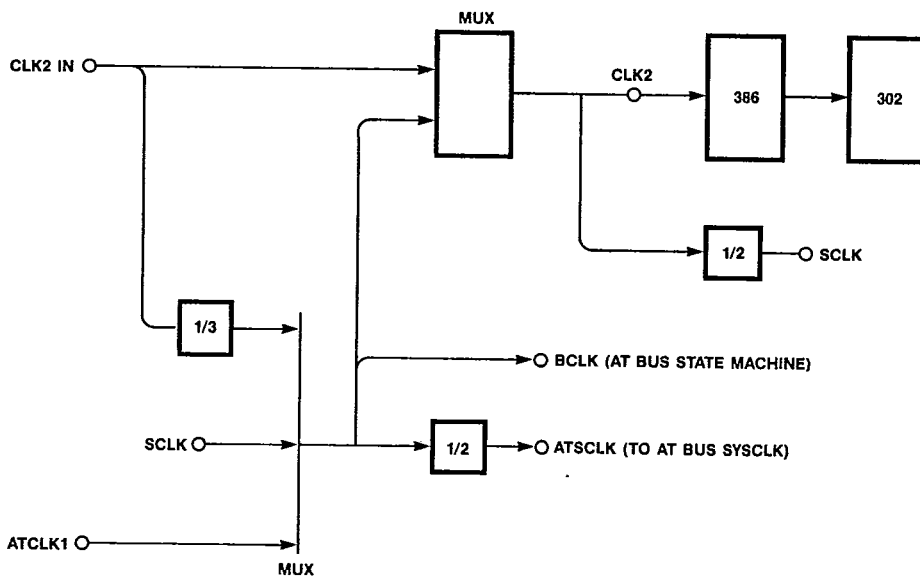 MUX
CLK2 IN
CLK2
386
302
1/2
SCLK
1/3
BCLK (AT BUS STATE MACHINE)
SCLK
1/2
ATSCLK (TO AT BUS SYSCLK)
ATCLK1
MUX